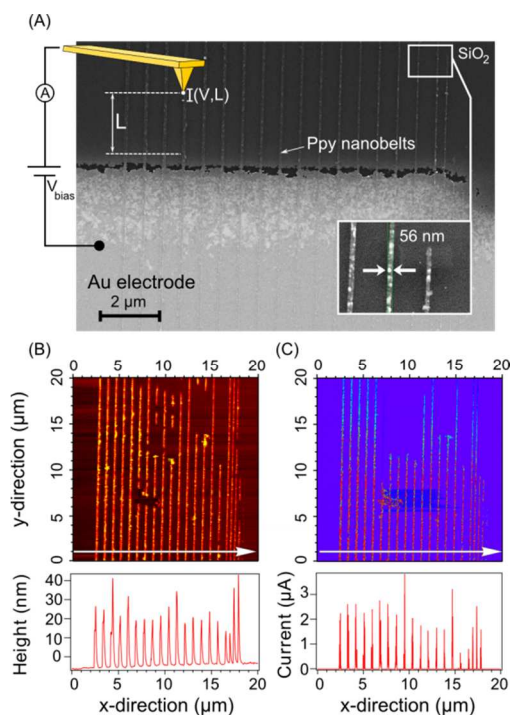 (A)
SiO2
I(V,L)
A
L
Ppy nanobelts
Vbias
56 nm
Au electrode
2 µm
(B) (C)
0 5 10 15 20 0 5 10 15 20
20 20
15 15
10 10
5 5
0 0
y-direction (µm)
40
30
20
10
0
Height (nm)
3
2
1
0
Current (µA)
0 5 10 15 20 0 5 10 15 20
x-direction (µm) x-direction (µm)